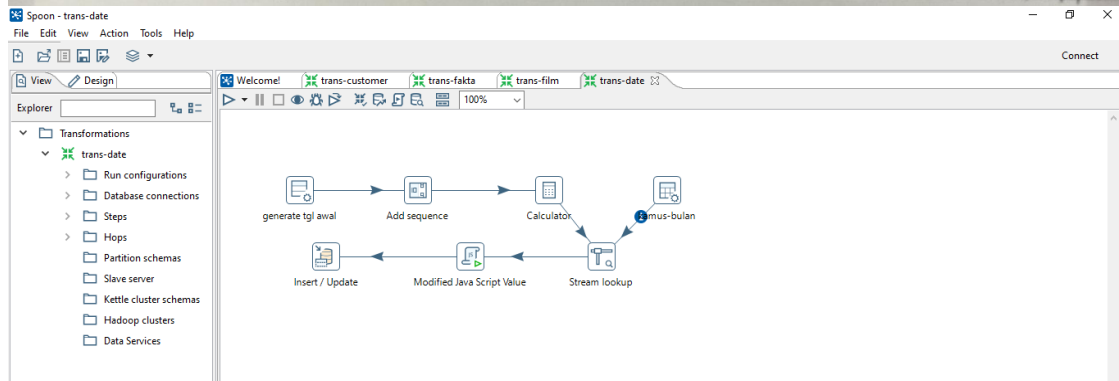 Spoon - trans-date
File Edit View Action Tools Help
Connect
View Design
Welcome! trans-customer trans-fakta trans-film trans-date
Explorer
100%
Transformations
trans-date
Run configurations
Database connections
Steps
Hops
Partition schemas
Slave server
Kettle cluster schemas
Hadoop clusters
Data Services
generate tgl awal Add sequence Calculator amus-bulan
Insert / Update Modified Java Script Value Stream lookup